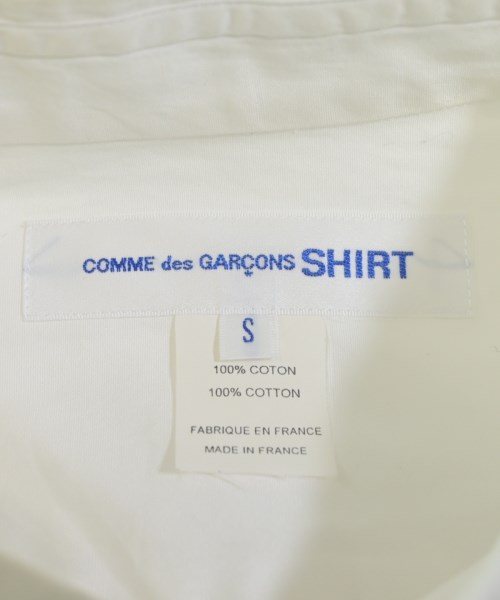 COMME des GARÇONS SHIRT
S
100% COTON
100% COTTON
FABRIQUE EN FRANCE
MADE IN FRANCE